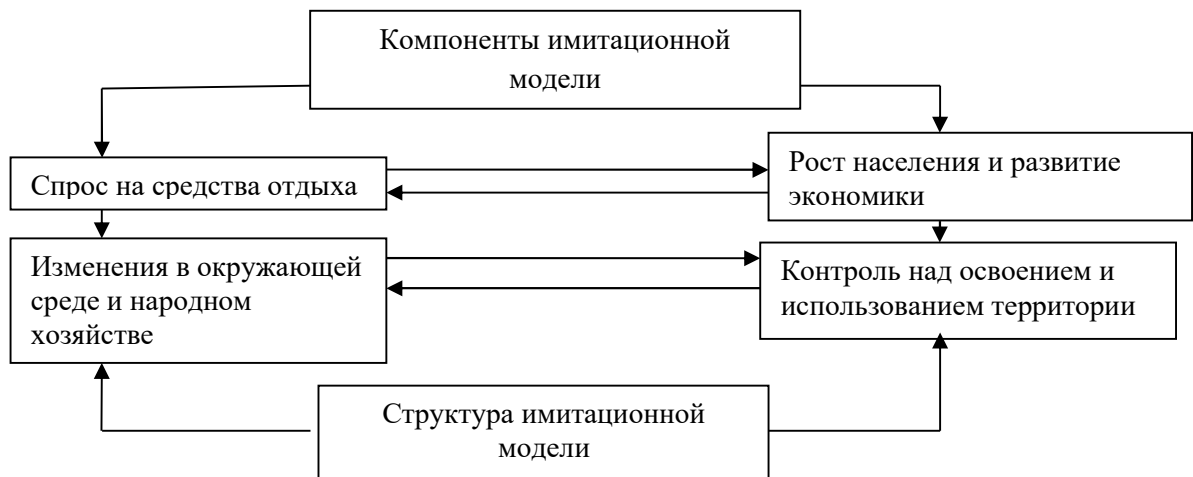 Компоненты имитационной
модели
Спрос на средства отдыха
Рост населения и развитие
экономики
Изменения в окружающей
среде и народном
хозяйстве
Контроль над освоением и
использованием территории
Структура имитационной
модели